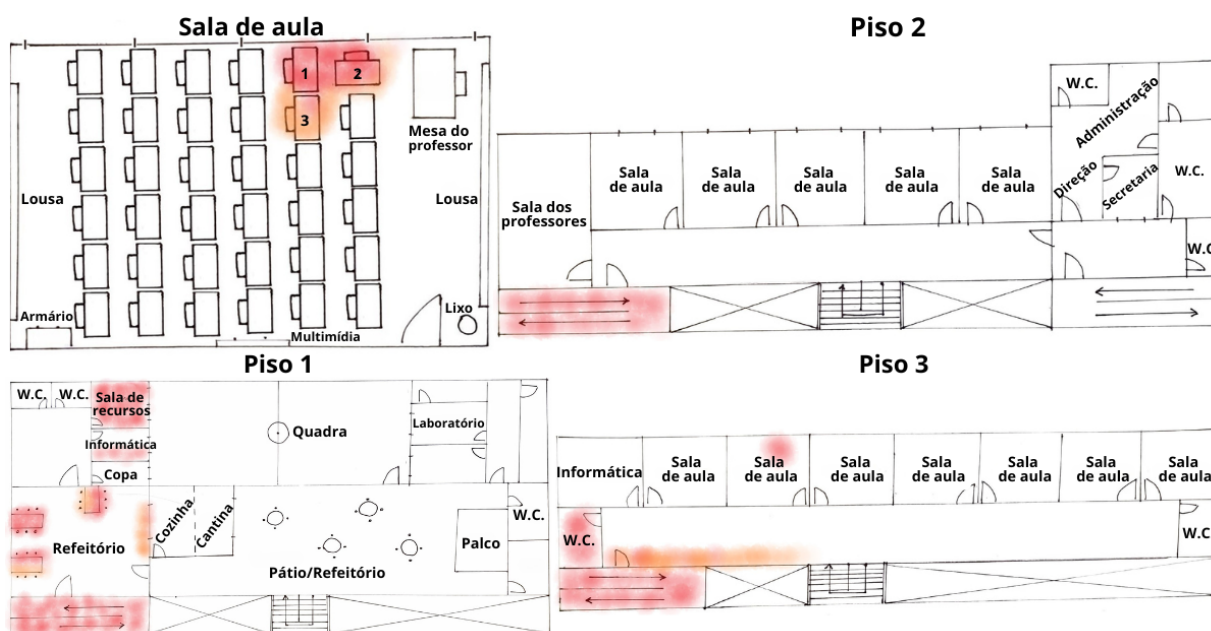 Sala de aula
1
2
3
Mesa do
professor
Lousa
Lousa
Armário
Multimídia
Lixo
Piso 2
W.C.
Administração
Sala
de aula
Sala
de aula
Sala
de aula
Sala
de aula
Sala
de aula
Direção
Secretaria
W.C.
Sala dos
professores
W.C
Piso 1
W.C.
W.C.
Sala de
recursos
Informática
Copa
Quadra
Laboratório
Refeitório
Cozinha
Cantina
Pátio/Refeitório
Palco
W.C.
Piso 3
Informática
Sala
de aula
Sala
de aula
Sala
de aula
Sala
de aula
Sala
de aula
Sala
de aula
Sala
de aula
W.C.
W.C.